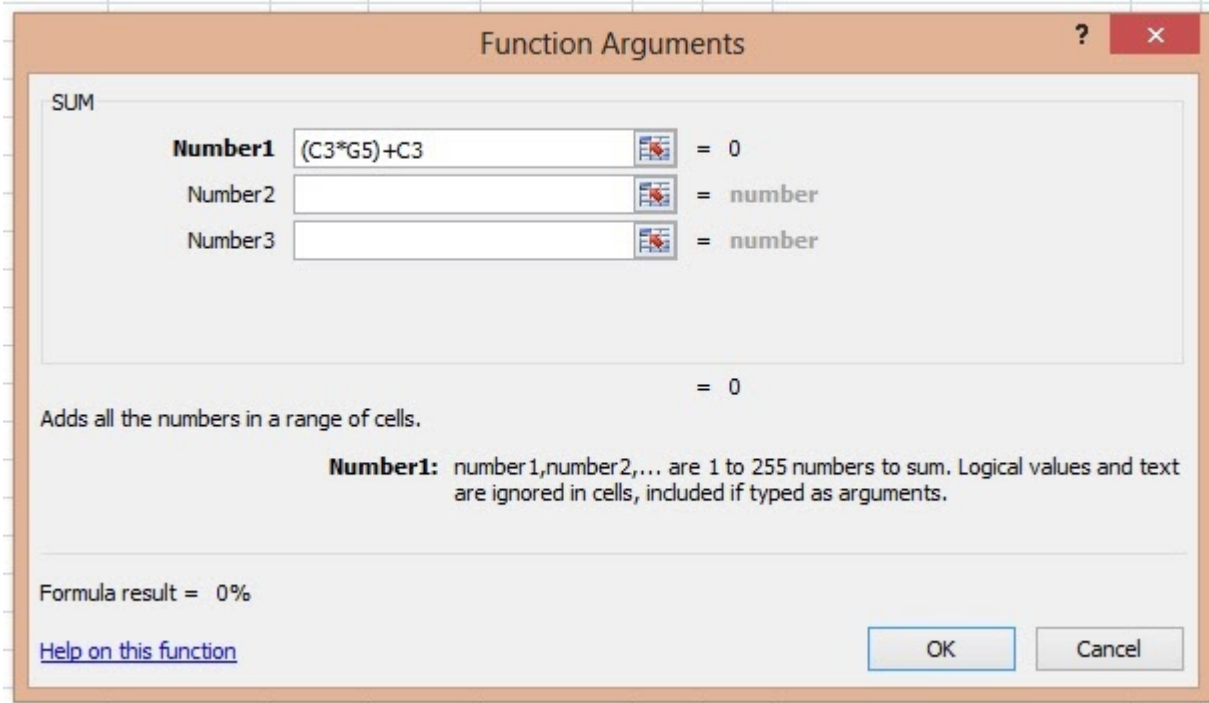 Function Arguments ? ×
SUM
Number1 (C3*G5)+C3 = 0
Number2 = number
Number3 = number
= 0
Adds all the numbers in a range of cells.
Number1: number1,number2,... are 1 to 255 numbers to sum. Logical values and text
are ignored in cells, included if typed as arguments.
Formula result = 0%
Help on this function OK Cancel